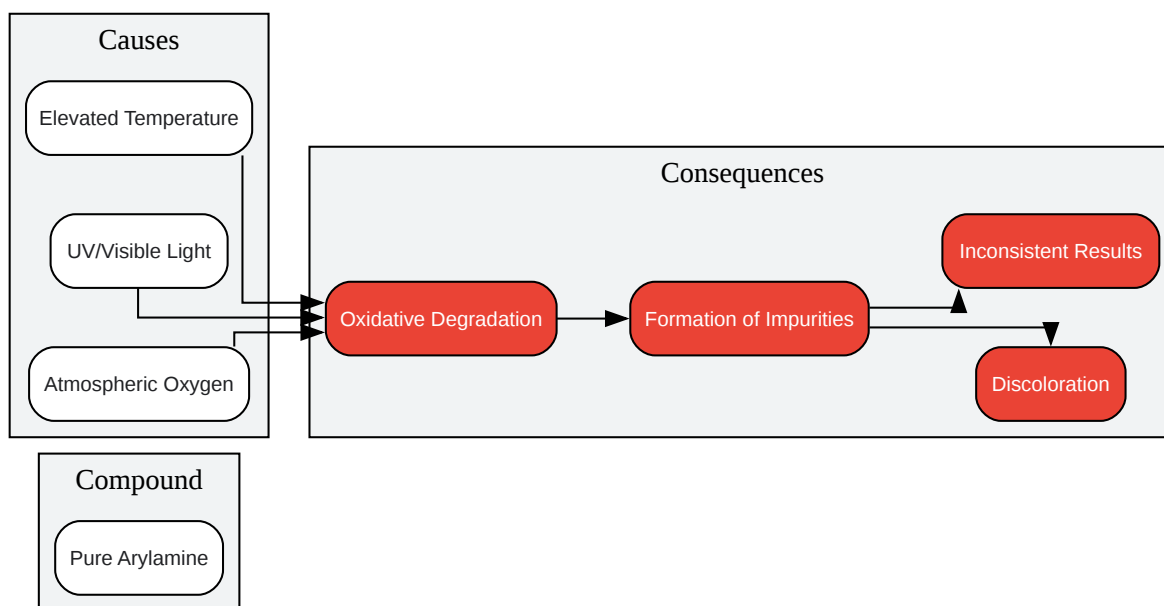 Causes
Elevated Temperature
UV/Visible Light
Atmospheric Oxygen
Consequences
Oxidative Degradation
Formation of Impurities
Inconsistent Results
Discoloration
Compound
Pure Arylamine